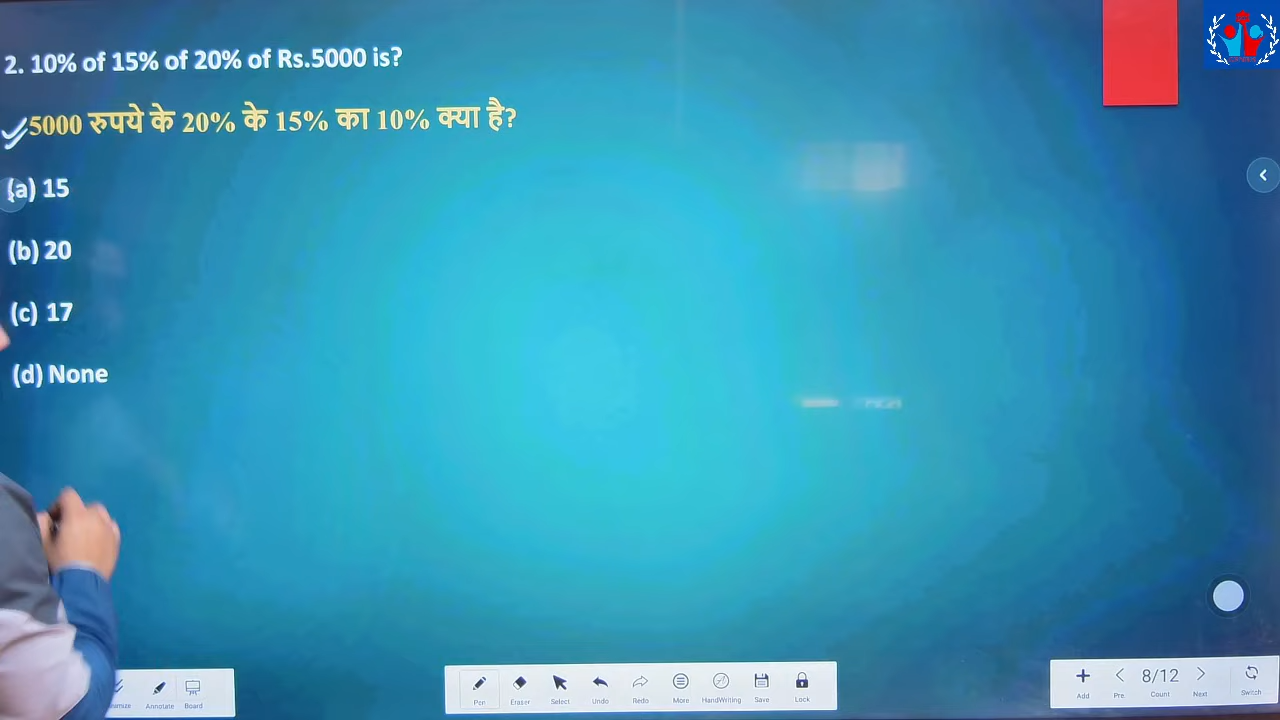 2. 10% of 15% of 20% of Rs.5000 is?
5000 रुपये के 20% के 15% का 10% क्या है?
(a) 15
(b) 20
(c) 17
(d) None
Annotate Board
Pen Eraser Select Undo Redo More HandWriting Save Lock
8/12
Add Pre. Count Next Switch